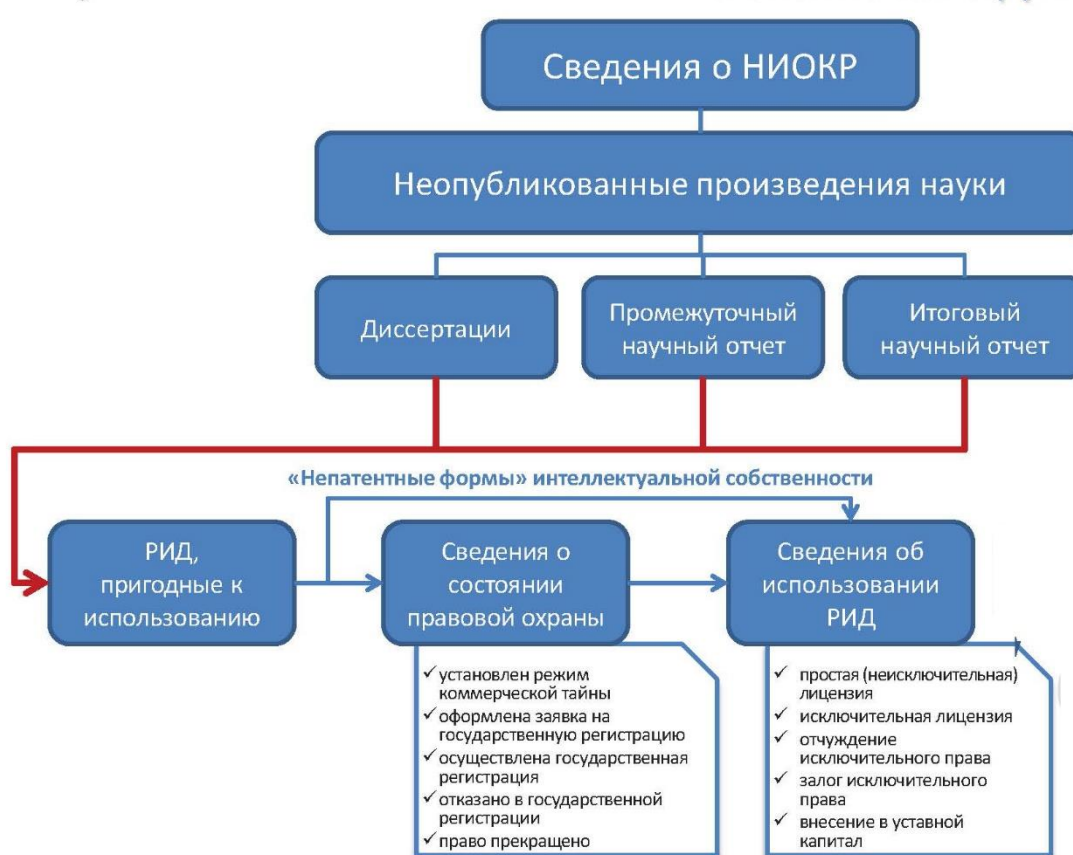 Сведения о НИОКР
Неопубликованные произведения науки
Диссертации
Промежуточный
научный отчет
Итоговый
научный отчет
«Непатентные формы» интеллектуальной собственности
РИД,
пригодные к
использованию
Сведения о
состоянии
правовой охраны
Сведения об
использовании
РИД
✓ установлен режим
коммерческой тайны
✓ оформлена заявка на
государственную регистрацию
✓ осуществлена государственная
регистрация
✓ отказано в государственной
регистрации
✓ право прекращено
✓ простая (неисключительная)
лицензия
✓ исключительная лицензия
✓ отчуждение
исключительного права
✓ залог исключительного
права
✓ внесение в уставной
капитал